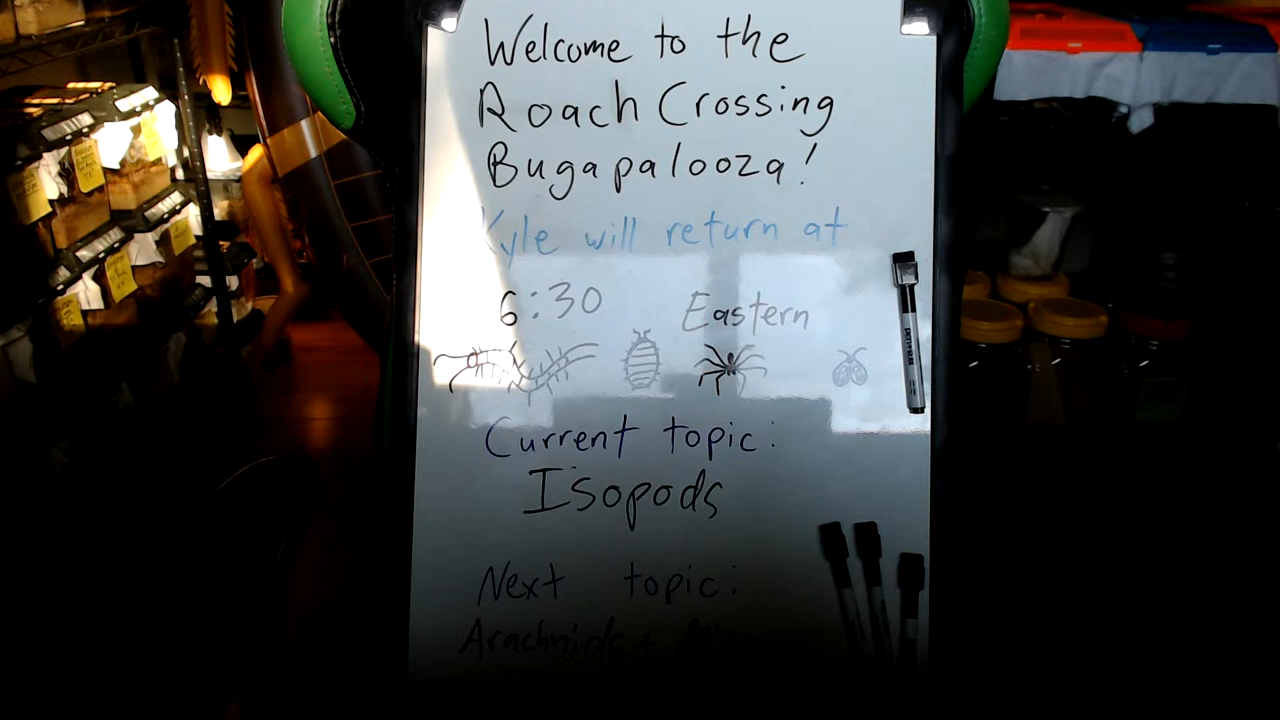 Welcome to the
Roach Crossing
Bugapalooza!
Kyle will return at
6:30 Eastern
Current topic:
Isopods
Next topic:
Arachnids +